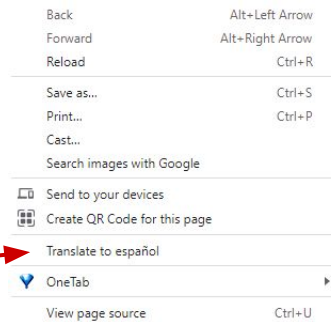 Back Alt+Left Arrow
Forward Alt+Right Arrow
Reload Ctrl+R
Save as... Ctrl+S
Print... Ctrl+P
Cast...
Search images with Google
Send to your devices
Create QR Code for this page
Translate to español
OneTab
View page source Ctrl+U